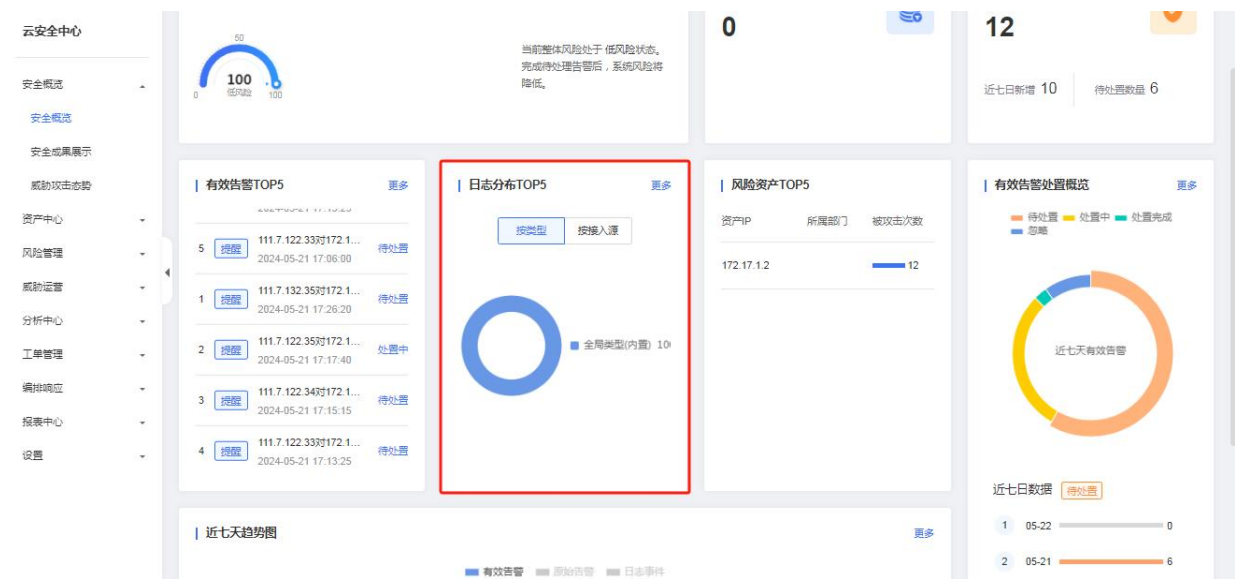 云安全中心
安全概览
安全概览
安全成果展示
威胁攻击态势
资产中心
风险管理
威胁运营
分析中心
工单管理
编排响应
报表中心
设置
50
100
低风险
0
100
当前整体风险处于 低风险状态。
完成待处理告警后，系统风险将
降低。
0
12
近七日新增 10
待处置数量 6
有效告警TOP5
更多
5 提醒 111.7.122.33对172.1... 待处置
2024-05-21 17:06:00
1 提醒 111.7.132.35对172.1... 待处置
2024-05-21 17:26:20
2 提醒 111.7.122.35对172.1... 处置中
2024-05-21 17:17:40
3 提醒 111.7.122.34对172.1... 待处置
2024-05-21 17:15:15
4 提醒 111.7.122.33对172.1... 待处置
2024-05-21 17:13:25
日志分布TOP5
更多
按类型 按接入源
全局类型(内置) 10
风险资产TOP5
资产IP 所属部门 被攻击次数
172.17.1.2 12
有效告警处置概览
更多
待处置 处置中 处置完成
忽略
近七天有效告警
近七日数据 待处置
1 05-22 0
2 05-21 6
近七天趋势图
更多
有效告警 原始告警 日志事件